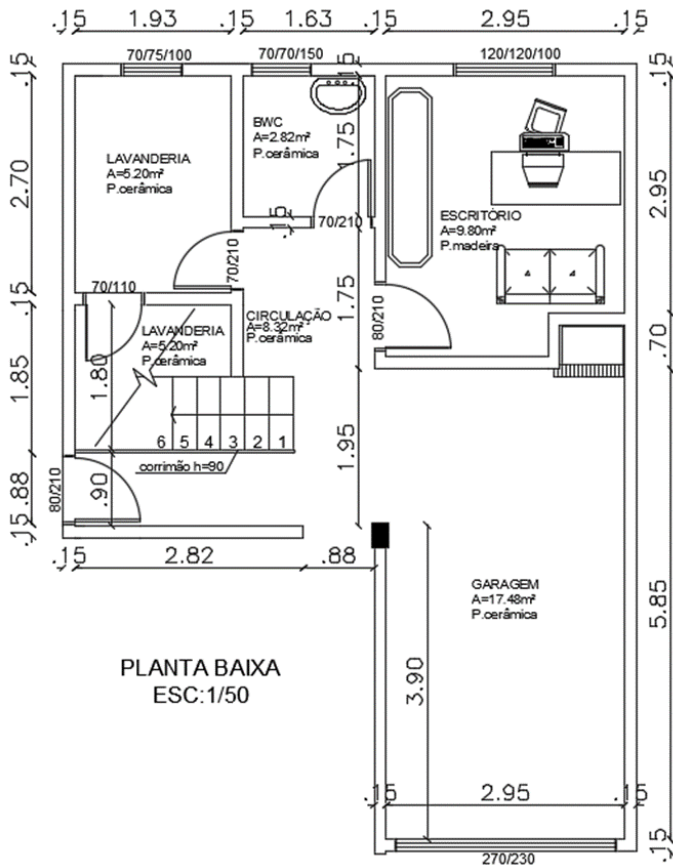 .15 1.93 .15 1.63 .15 2.95 .15
70/75/100 70/70/150 120/120/100
.15 .15 .15
LAVANDERIA
A=5.20m²
P.cerâmica
2.70
BWC
A=2.82m²
P.cerâmica
1.75
70/210
.15
70/210
ESCRITÓRIO
A=9.80m²
P.madeira
2.95
70/110
.15
LAVANDERIA
A=5.20m²
P.cerâmica
1.85
1.80
CIRCULAÇÃO
A=8.32m²
P.cerâmica
1.75
80/210
.70
6 5 4 3 2 1
corrimão h=90
1.95
80/210
.88
.90
.15
.15 2.82 .88
GARAGEM
A=17.48m²
P.cerâmica
5.85
3.90
PLANTA BAIXA
ESC:1/50
.15 2.95 .15
270/230
.15